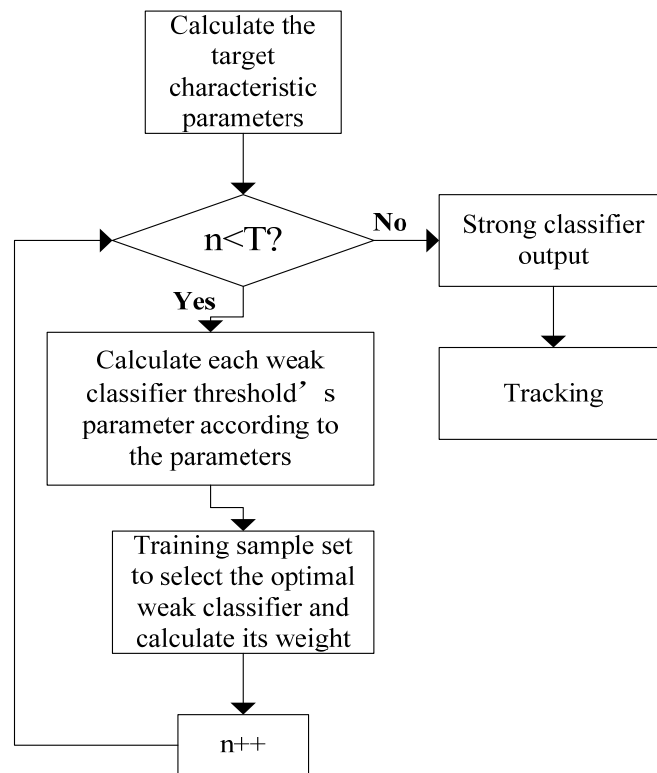 Calculate the
target
characteristic
parameters
n<T?
No
Strong classifier
output
Yes
Tracking
Calculate each weak
classifier threshold’s
parameter according to
the parameters
Training sample set
to select the optimal
weak classifier and
calculate its weight
n++